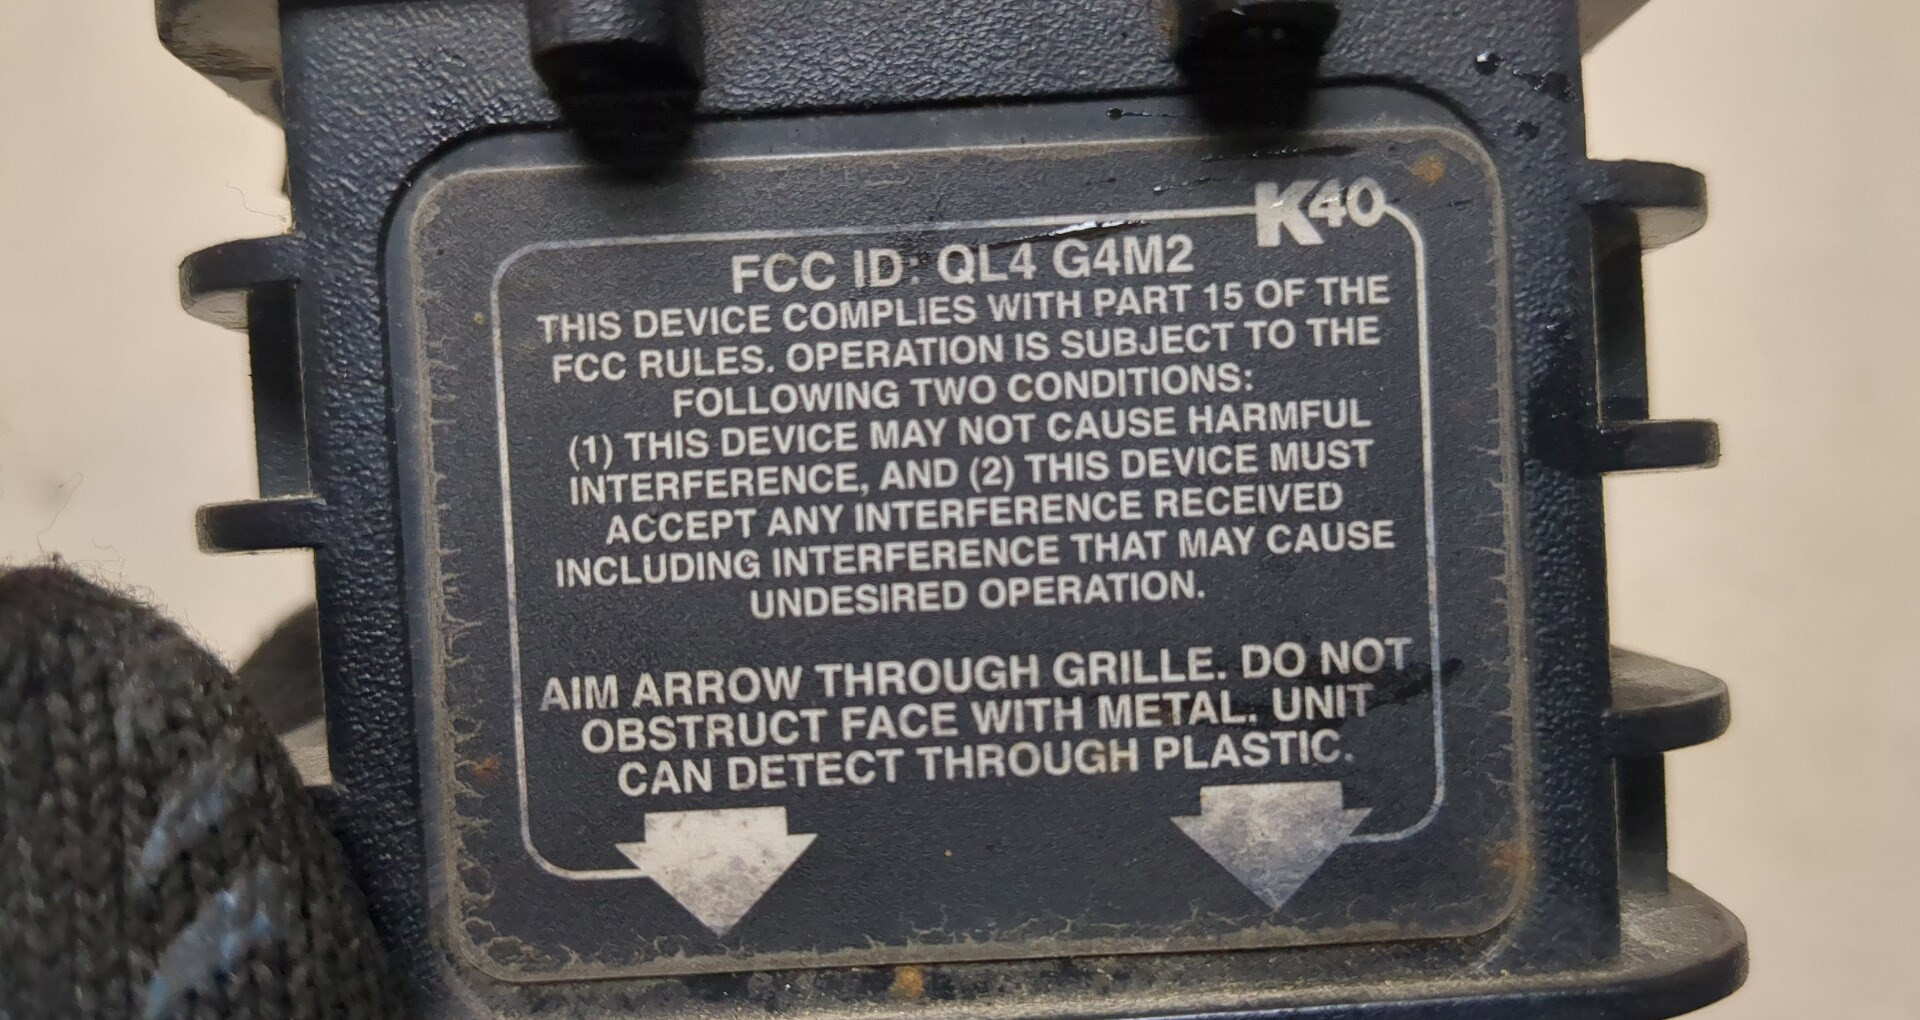 K40
FCC ID: QL4 G4M2
THIS DEVICE COMPLIES WITH PART 15 OF THE
FCC RULES. OPERATION IS SUBJECT TO THE
FOLLOWING TWO CONDITIONS:
(1) THIS DEVICE MAY NOT CAUSE HARMFUL
INTERFERENCE, AND (2) THIS DEVICE MUST
ACCEPT ANY INTERFERENCE RECEIVED
INCLUDING INTERFERENCE THAT MAY CAUSE
UNDESIRED OPERATION.
AIM ARROW THROUGH GRILLE. DO NOT
OBSTRUCT FACE WITH METAL. UNIT
CAN DETECT THROUGH PLASTIC.